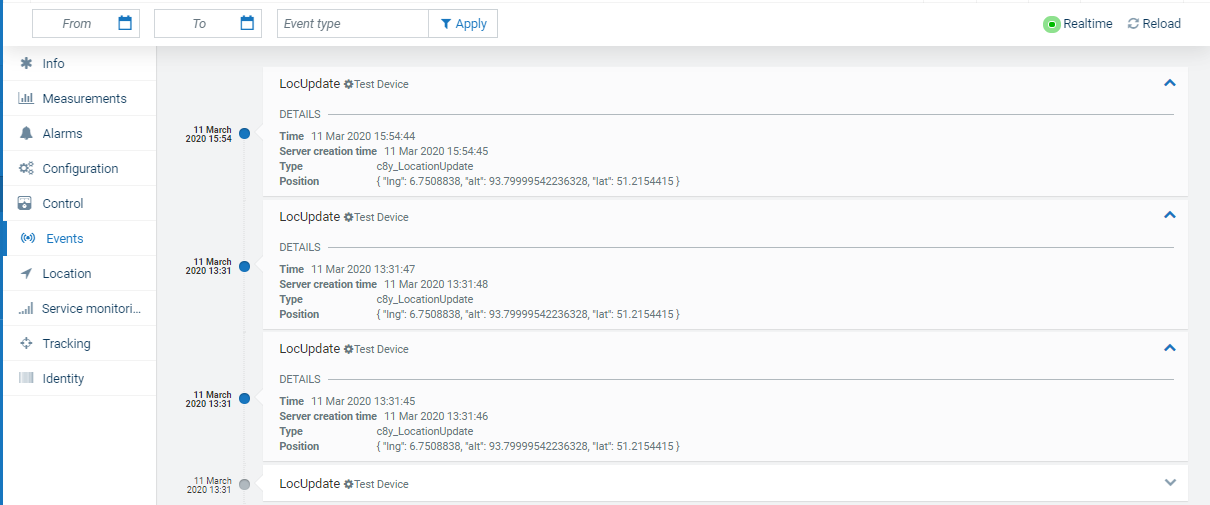 From To Event type Apply Realtime Reload
Info
Measurements
Alarms
Configuration
Control
Events
Location
Service monitori...
Tracking
Identity
LocUpdate Test Device
DETAILS
11 March
2020 15:54
Time 11 Mar 2020 15:54:44
Server creation time 11 Mar 2020 15:54:45
Type c8y_LocationUpdate
Position { "lng": 6.7508838, "alt": 93.79999542236328, "lat": 51.2154415 }
LocUpdate Test Device
DETAILS
11 March
2020 13:31
Time 11 Mar 2020 13:31:47
Server creation time 11 Mar 2020 13:31:48
Type c8y_LocationUpdate
Position { "lng": 6.7508838, "alt": 93.79999542236328, "lat": 51.2154415 }
LocUpdate Test Device
DETAILS
11 March
2020 13:31
Time 11 Mar 2020 13:31:45
Server creation time 11 Mar 2020 13:31:46
Type c8y_LocationUpdate
Position { "lng": 6.7508838, "alt": 93.79999542236328, "lat": 51.2154415 }
11 March
2020 13:31
LocUpdate Test Device